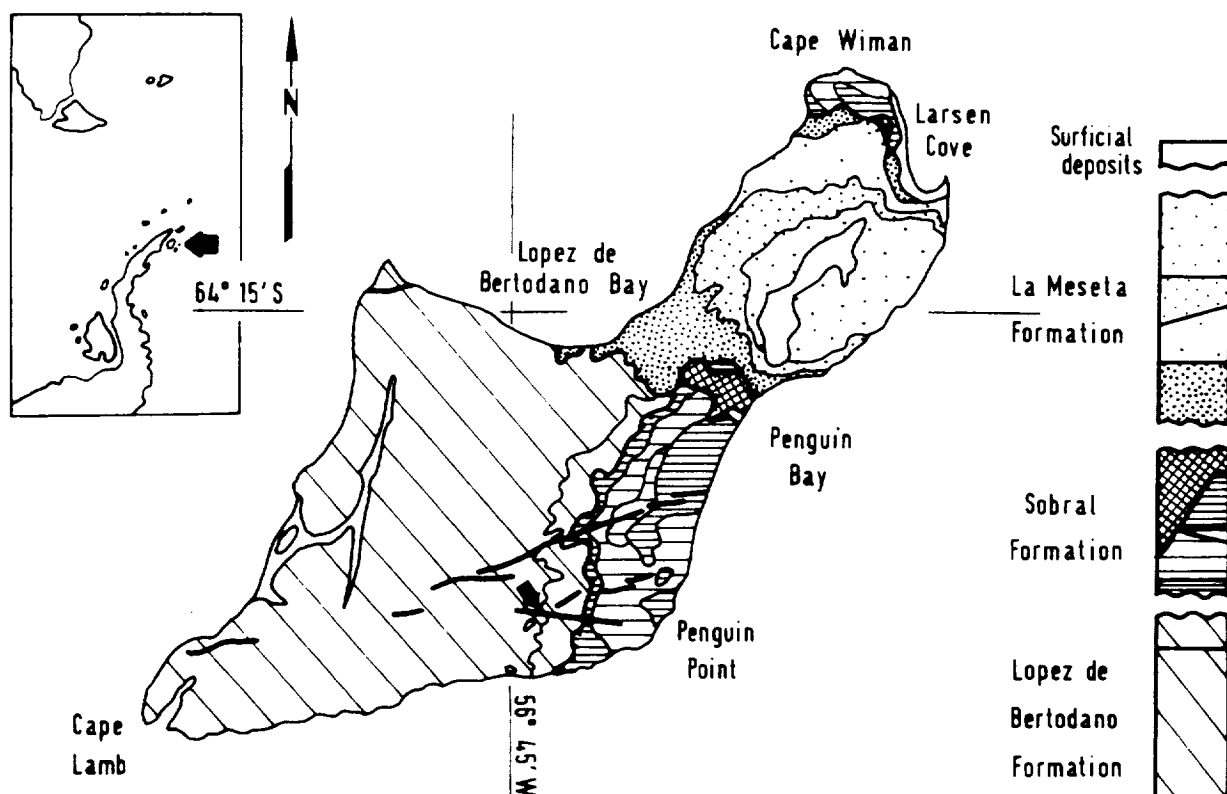 N
Cape Wiman
Larsen
Cove
Lopez de
Bertodano Bay
64° 15' S
Penguin
Bay
Penguin
Point
56° 45' W
Cape
Lamb
Surficial
deposits
La Meseta
Formation
Sobral
Formation
Lopez de
Bertodano
Formation